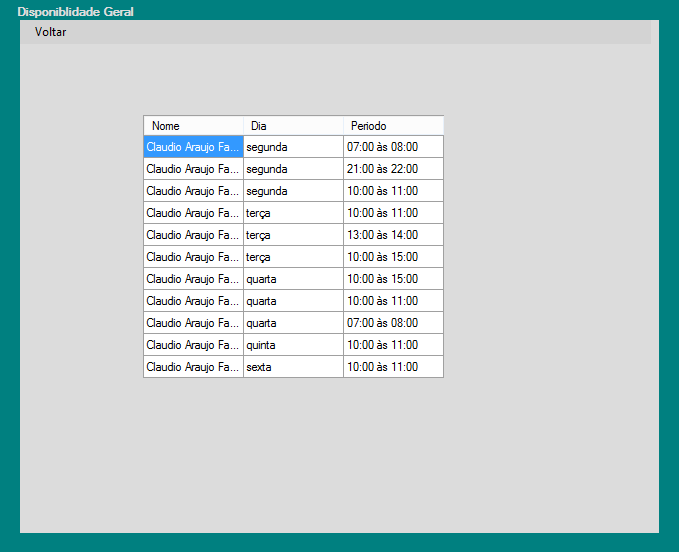 Disponiblidade Geral
Voltar
Nome Dia Periodo
Claudio Araujo Fa... segunda 07:00 às 08:00
Claudio Araujo Fa... segunda 21:00 às 22:00
Claudio Araujo Fa... segunda 10:00 às 11:00
Claudio Araujo Fa... terça 10:00 às 11:00
Claudio Araujo Fa... terça 13:00 às 14:00
Claudio Araujo Fa... terça 10:00 às 15:00
Claudio Araujo Fa... quarta 10:00 às 15:00
Claudio Araujo Fa... quarta 10:00 às 11:00
Claudio Araujo Fa... quarta 07:00 às 08:00
Claudio Araujo Fa... quinta 10:00 às 11:00
Claudio Araujo Fa... sexta 10:00 às 11:00